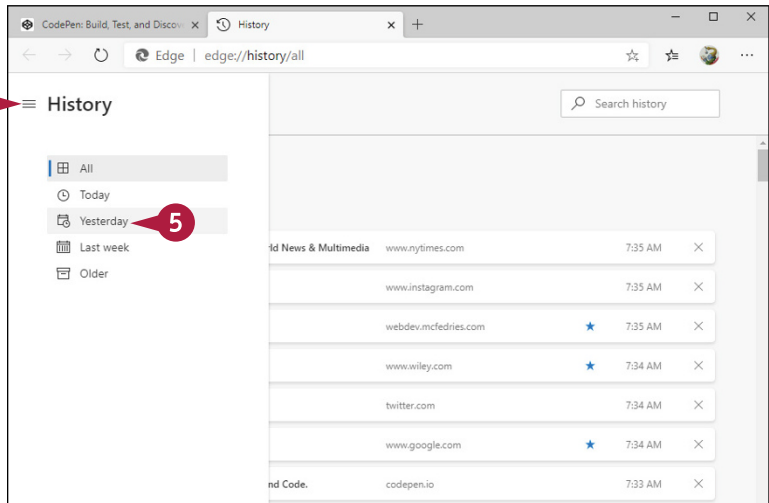 CodePen: Build, Test, and Discov
History
Edge | edge://history/all
History
Search history
All
Today
Yesterday
5
Last week
Older
ld News & Multimedia www.nytimes.com 7:35 AM
www.instagram.com 7:35 AM
webdev.mcfedries.com 7:35 AM
www.wiley.com 7:34 AM
twitter.com 7:34 AM
www.google.com 7:34 AM
nd Code. codepen.io 7:33 AM